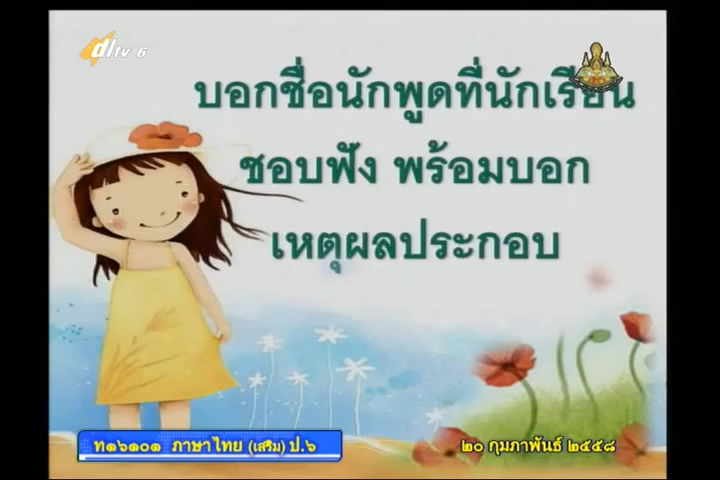 dltv 6
บอกชื่อนักพูดที่นักเรียน
ชอบฟัง พร้อมบอก
เหตุผลประกอบ
ท๑๖๑๐๑ ภาษาไทย (เสริม) ป.๖
๒๐ กุมภาพันธ์ ๒๕๕๘